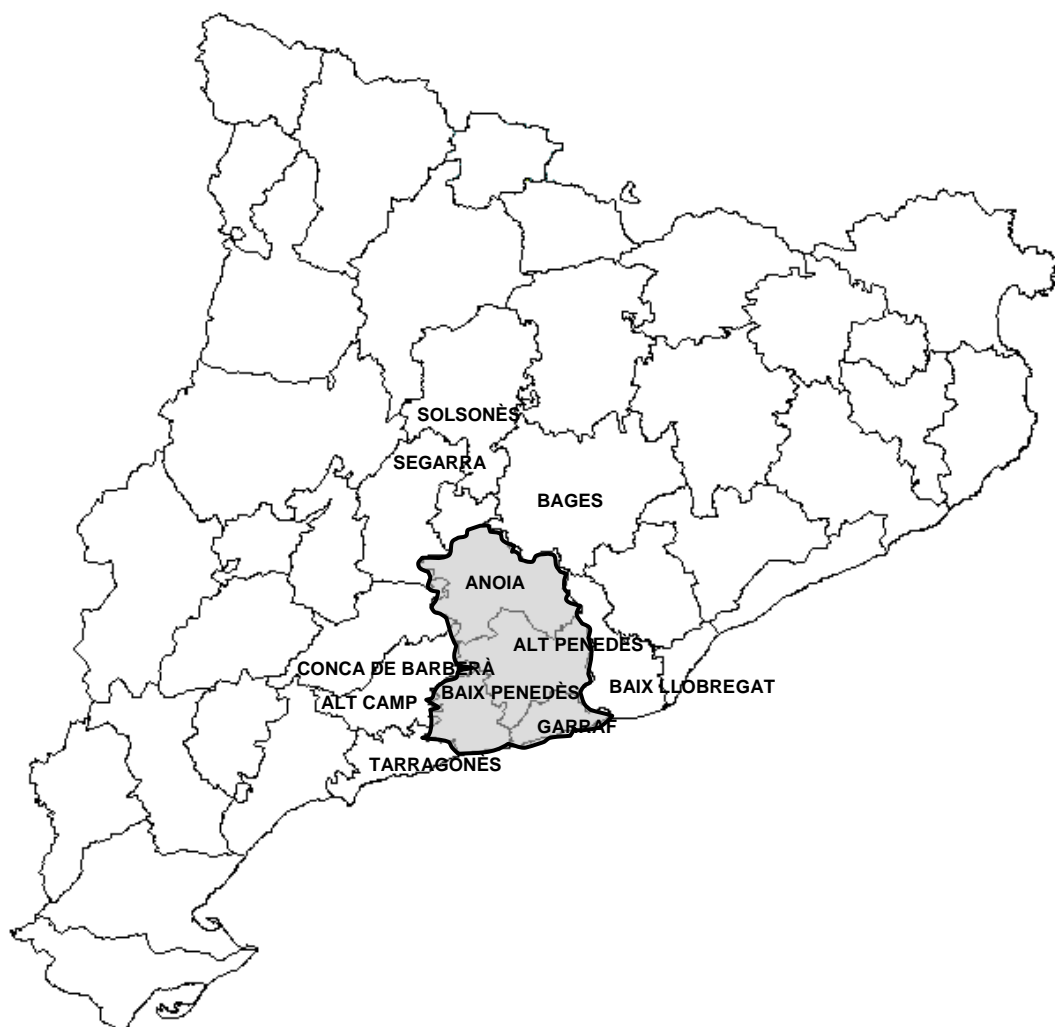 SOLSONÈS
SEGARRA
BAGES
ANOIA
ALT PENEDÈS
CONCA DE BARBERÀ
BAIX LLOBREGAT
BAIX PENEDÈS
ALT CAMP
GARRAF
TARRAGONÈS